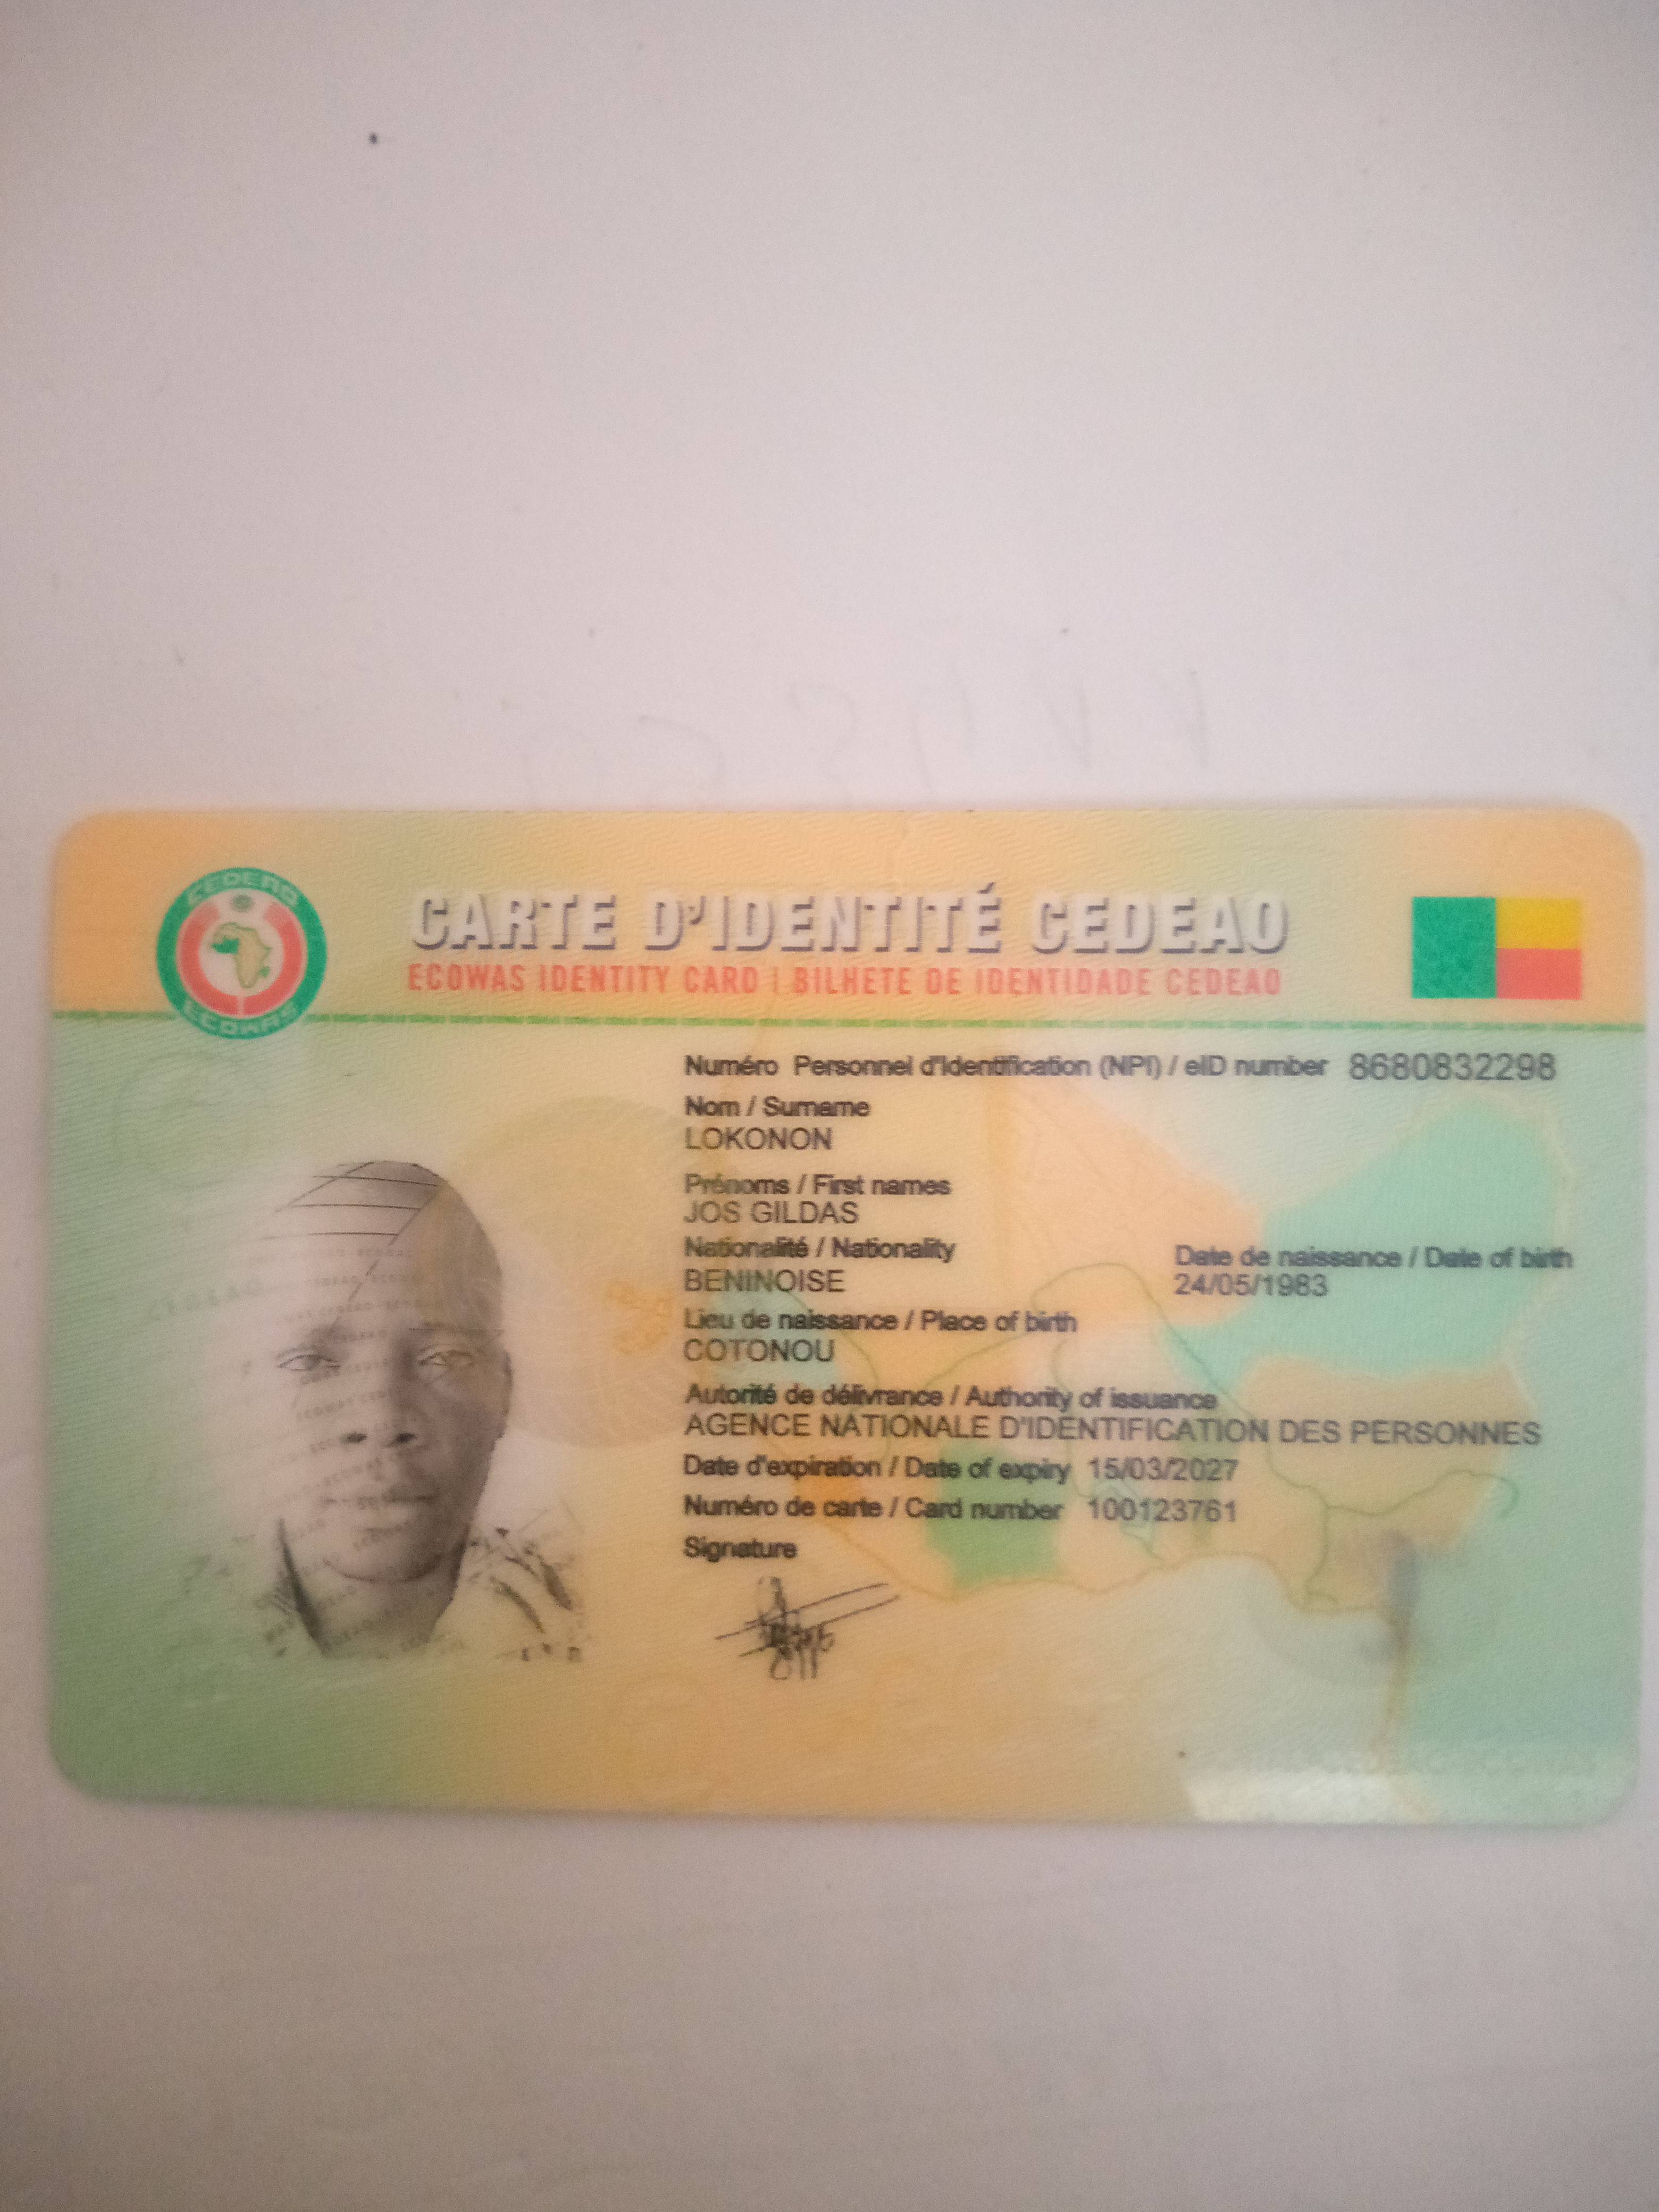 CEDEAO
ECOWAS
CARTE D'IDENTITÉ CEDEAO
ECOWAS IDENTITY CARD | BILHETE DE IDENTIDADE CEDEAO
Numéro Personnel d'Identification (NPI) / eID number 8680832298
Nom / Surname
LOKONON
Prénoms / First names
JOS GILDAS
Nationalité / Nationality
BENINOISE
Date de naissance / Date of birth
24/05/1983
Lieu de naissance / Place of birth
COTONOU
Autorité de délivrance / Authority of issuance
AGENCE NATIONALE D'IDENTIFICATION DES PERSONNES
Date d'expiration / Date of expiry 15/03/2027
Numéro de carte / Card number 100123761
Signature